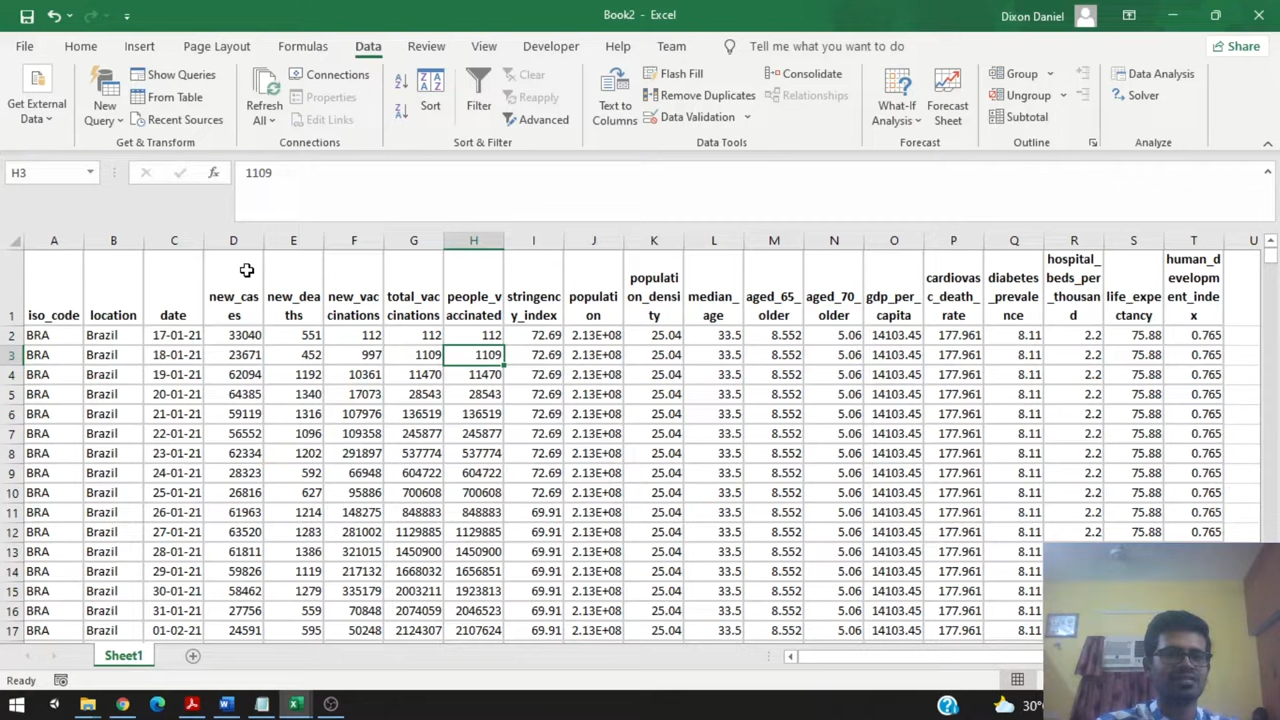 Book2 - Excel
Dixon Daniel
File Home Insert Page Layout Formulas Data Review View Developer Help Team Tell me what you want to do Share
Get External Data
New Query
Show Queries
From Table
Recent Sources
Get & Transform
Refresh All
Connections
Properties
Edit Links
Connections
Sort
Filter
Clear
Reapply
Advanced
Sort & Filter
Text to Columns
Flash Fill
Remove Duplicates
Data Validation
Consolidate
Relationships
Data Tools
What-If Analysis
Forecast Sheet
Forecast
Group
Ungroup
Subtotal
Outline
Data Analysis
Solver
Analyze
H3 fx 1109
A B C D E F G H I J K L M N O P Q R S T U
1 iso_code location date new_cases new_deaths new_vaccinations total_vaccinations people_vaccinated stringency_index population population_density median_age aged_65_older aged_70_older gdp_per_capita cardiovasc_death_rate diabetes_prevalence hospital_beds_per_thousand life_expectancy human_development_index
2 BRA Brazil 17-01-21 33040 551 112 112 112 72.69 2.13E+08 25.04 33.5 8.552 5.06 14103.45 177.961 8.11 2.2 75.88 0.765
3 BRA Brazil 18-01-21 23671 452 997 1109 1109 72.69 2.13E+08 25.04 33.5 8.552 5.06 14103.45 177.961 8.11 2.2 75.88 0.765
4 BRA Brazil 19-01-21 62094 1192 10361 11470 11470 72.69 2.13E+08 25.04 33.5 8.552 5.06 14103.45 177.961 8.11 2.2 75.88 0.765
5 BRA Brazil 20-01-21 64385 1340 17073 28543 28543 72.69 2.13E+08 25.04 33.5 8.552 5.06 14103.45 177.961 8.11 2.2 75.88 0.765
6 BRA Brazil 21-01-21 59119 1316 107976 136519 136519 72.69 2.13E+08 25.04 33.5 8.552 5.06 14103.45 177.961 8.11 2.2 75.88 0.765
7 BRA Brazil 22-01-21 56552 1096 109358 245877 245877 72.69 2.13E+08 25.04 33.5 8.552 5.06 14103.45 177.961 8.11 2.2 75.88 0.765
8 BRA Brazil 23-01-21 62334 1202 291897 537774 537774 72.69 2.13E+08 25.04 33.5 8.552 5.06 14103.45 177.961 8.11 2.2 75.88 0.765
9 BRA Brazil 24-01-21 28323 592 66948 604722 604722 72.69 2.13E+08 25.04 33.5 8.552 5.06 14103.45 177.961 8.11 2.2 75.88 0.765
10 BRA Brazil 25-01-21 26816 627 95886 700608 700608 72.69 2.13E+08 25.04 33.5 8.552 5.06 14103.45 177.961 8.11 2.2 75.88 0.765
11 BRA Brazil 26-01-21 61963 1214 148275 848883 848883 69.91 2.13E+08 25.04 33.5 8.552 5.06 14103.45 177.961 8.11 2.2 75.88 0.765
12 BRA Brazil 27-01-21 63520 1283 281002 1129885 1129885 69.91 2.13E+08 25.04 33.5 8.552 5.06 14103.45 177.961 8.11 2.2 75.88 0.765
13 BRA Brazil 28-01-21 61811 1386 321015 1450900 1450900 69.91 2.13E+08 25.04 33.5 8.552 5.06 14103.45 177.961 8.11
14 BRA Brazil 29-01-21 59826 1119 217132 1668032 1656851 69.91 2.13E+08 25.04 33.5 8.552 5.06 14103.45 177.961 8.11
15 BRA Brazil 30-01-21 58462 1279 335179 2003211 1923813 69.91 2.13E+08 25.04 33.5 8.552 5.06 14103.45 177.961 8.11
16 BRA Brazil 31-01-21 27756 559 70848 2074059 2046523 69.91 2.13E+08 25.04 33.5 8.552 5.06 14103.45 177.961 8.11
17 BRA Brazil 01-02-21 24591 595 50248 2124307 2107624 69.91 2.13E+08 25.04 33.5 8.552 5.06 14103.45 177.961 8.11
Sheet1
Ready
30°